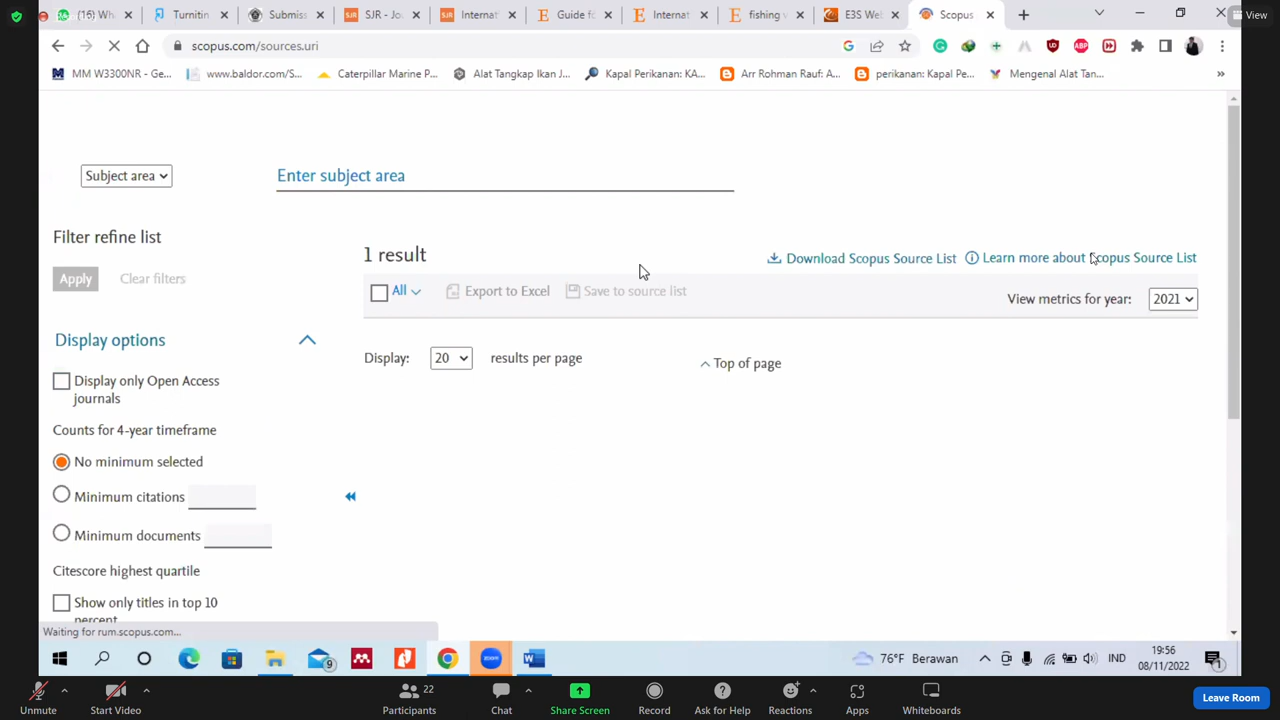 (16) Wh
Turnitin
Submiss
SJR - Jo
Internat
Guide fo
Internat
fishing v
E3S We
Scopus
View
scopus.com/sources.uri
MM W3300NR - Ge...
www.baldor.com/S...
Caterpillar Marine P...
Alat Tangkap Ikan J...
Kapal Perikanan: KA...
Arr Rohman Rauf: A...
perikanan: Kapal Pe...
Mengenal Alat Tan...
»
Subject area
Enter subject area
Filter refine list
Apply
Clear filters
1 result
Download Scopus Source List
Learn more about Scopus Source List
All
Export to Excel
Save to source list
View metrics for year:
2021
Display options
Display:
20
results per page
Top of page
Display only Open Access
journals
Counts for 4-year timeframe
No minimum selected
Minimum citations
Minimum documents
Citescore highest quartile
Show only titles in top 10
percent
Waiting for rum.scopus.com...
9
76°F Berawan
IND
19:56
08/11/2022
1
Unmute
Start Video
Participants
22
Chat
Share Screen
Record
Ask for Help
Reactions
Apps
Whiteboards
Leave Room